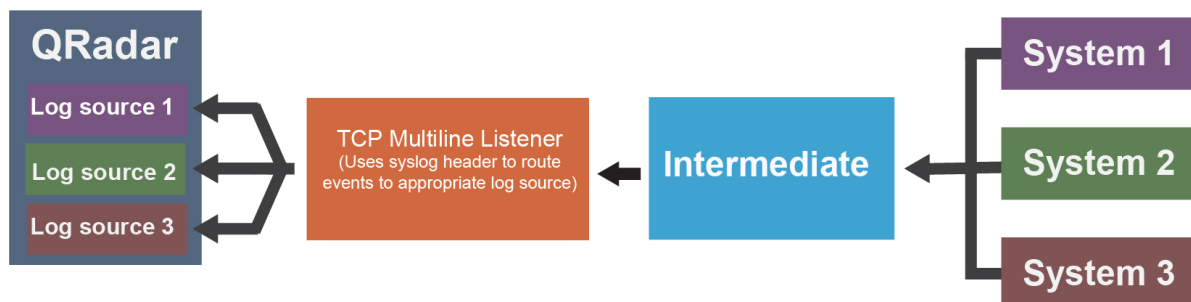 QRadar
Log source 1
Log source 2
Log source 3
TCP Multiline Listener
(Uses syslog header to route
events to appropriate log source)
Intermediate
System 1
System 2
System 3